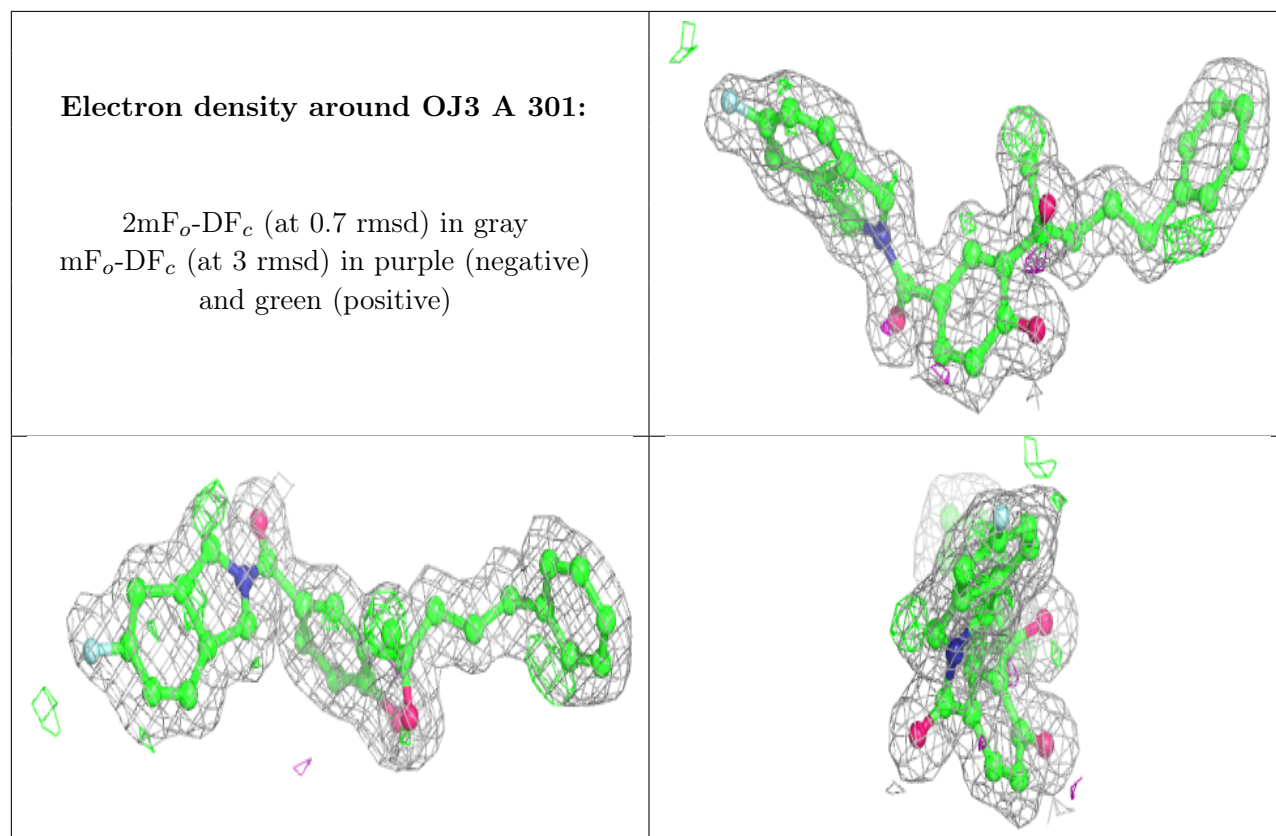 Electron density around OJ3 A 301:
2mFo-DFc (at 0.7 rmsd) in gray
mFo-DFc (at 3 rmsd) in purple (negative)
and green (positive)